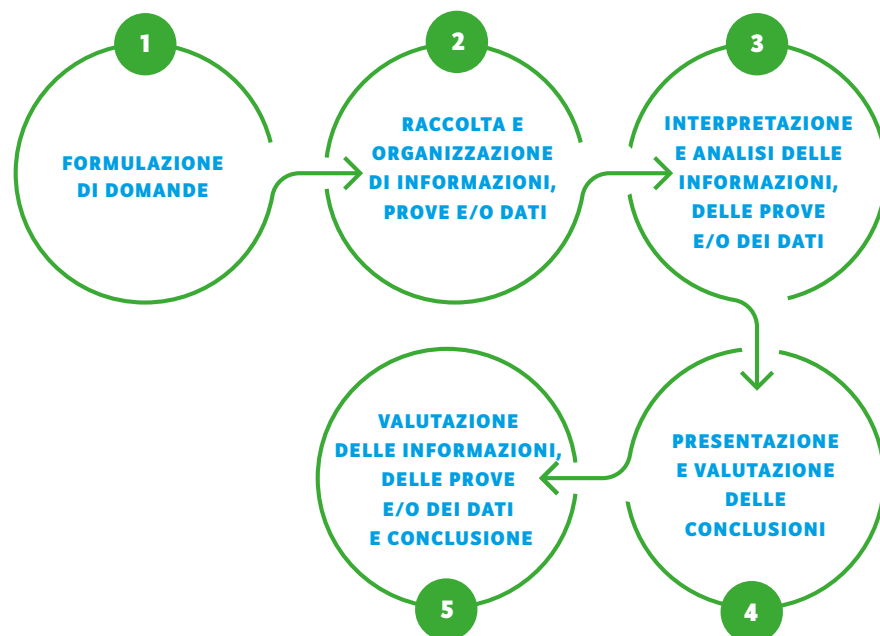 1
FORMULAZIONE
DI DOMANDE
2
RACCOLTA E
ORGANIZZAZIONE
DI INFORMAZIONI,
PROVE E/O DATI
3
INTERPRETAZIONE
E ANALISI DELLE
INFORMAZIONI,
DELLE PROVE
E/O DEI DATI
PRESENTAZIONE
E VALUTAZIONE
DELLE
CONCLUSIONI
4
VALUTAZIONE
DELLE INFORMAZIONI,
DELLE PROVE
E/O DEI DATI
E CONCLUSIONE
5